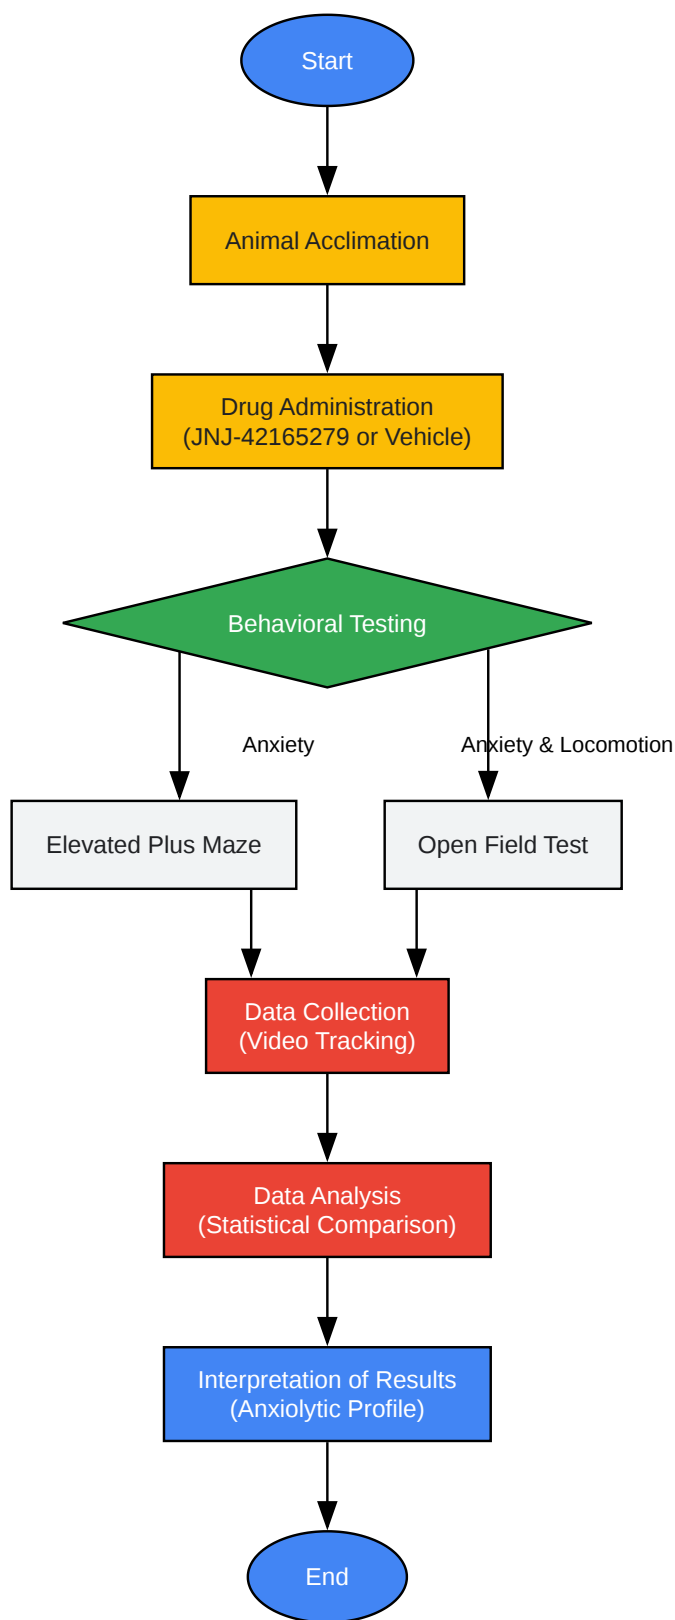 Start
Animal Acclimation
Drug Administration
(JNJ-42165279 or Vehicle)
Behavioral Testing
Anxiety
Anxiety & Locomotion
Elevated Plus Maze
Open Field Test
Data Collection
(Video Tracking)
Data Analysis
(Statistical Comparison)
Interpretation of Results
(Anxiolytic Profile)
End